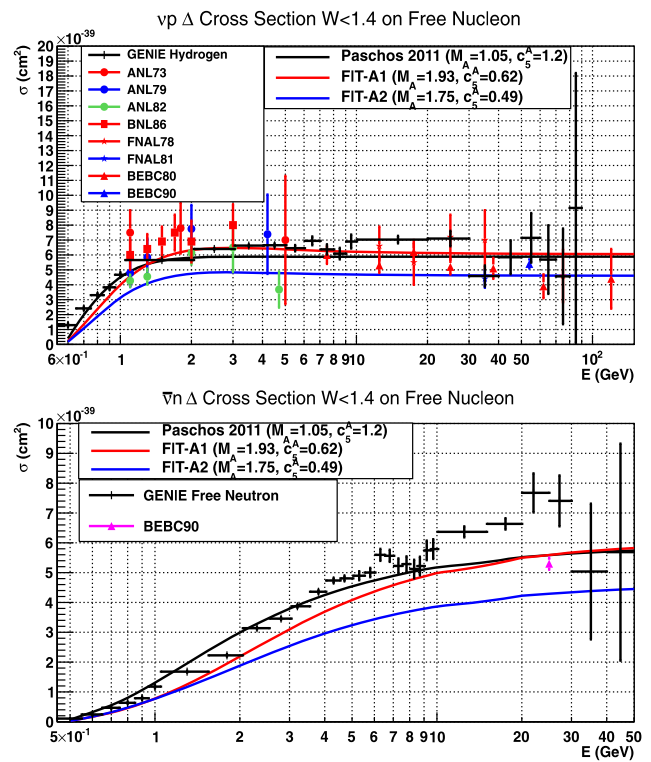 νp Δ Cross Section W<1.4 on Free Nucleon
×10⁻³⁹
σ (cm²)
20
19
18
17
16
15
14
13
12
11
10
9
8
7
6
5
4
3
2
1
0
GENIE Hydrogen
ANL73
ANL79
ANL82
BNL86
FNAL78
FNAL81
BEBC80
BEBC90
Paschos 2011 (M_A=1.05, c₅ᴬ=1.2)
FIT-A1 (M_A=1.93, c₅ᴬ=0.62)
FIT-A2 (M_A=1.75, c₅ᴬ=0.49)
6×10⁻¹ 1 2 3 4 5 6 7 8 9 10 20 30 40 50 10²
E (GeV)
ν̅n Δ Cross Section W<1.4 on Free Nucleon
×10⁻³⁹
σ (cm²)
10
9
8
7
6
5
4
3
2
1
0
Paschos 2011 (M_A=1.05, c₅ᴬ=1.2)
FIT-A1 (M_A=1.93, c₅ᴬ=0.62)
FIT-A2 (M_A=1.75, c₅ᴬ=0.49)
GENIE Free Neutron
BEBC90
5×10⁻¹ 1 2 3 4 5 6 7 8 9 10 20 30 40 50
E (GeV)